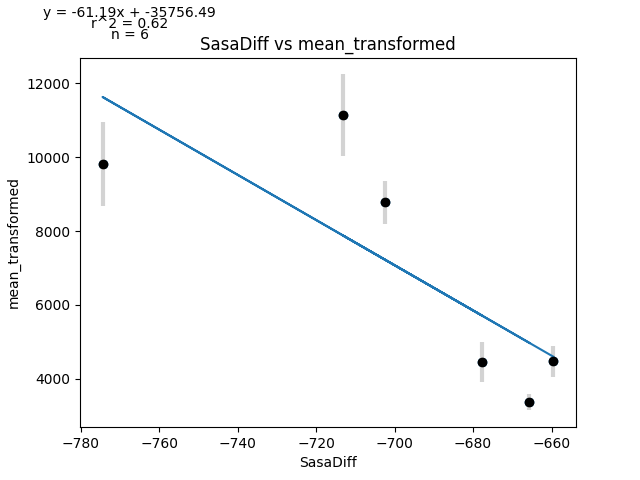 y = -61.19x + -35756.49
r^2 = 0.62
n = 6
SasaDiff vs mean_transformed
12000
10000
8000
6000
4000
mean_transformed
−780
−760
−740
−720
−700
−680
−660
SasaDiff